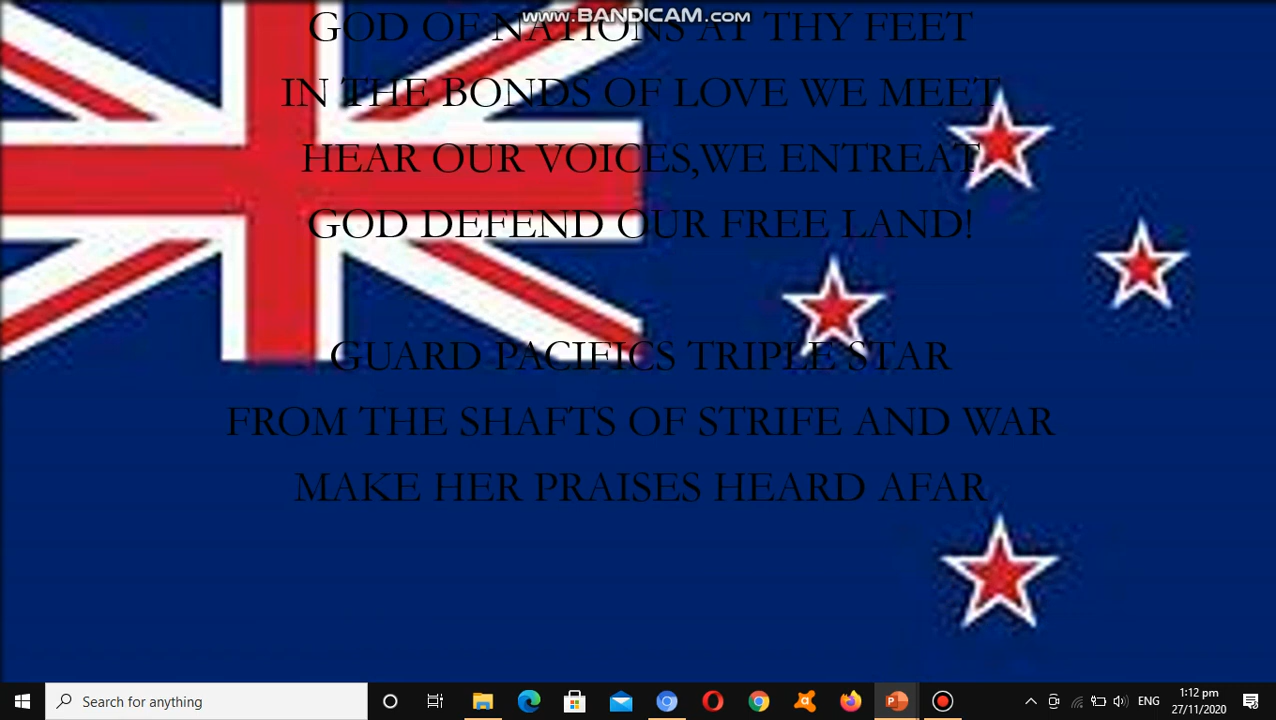 www.BANDICAM.com
GOD OF NATIONS AT THY FEET
IN THE BONDS OF LOVE WE MEET
HEAR OUR VOICES,WE ENTREAT
GOD DEFEND OUR FREE LAND!
GUARD PACIFICS TRIPLE STAR
FROM THE SHAFTS OF STRIFE AND WAR
MAKE HER PRAISES HEARD AFAR
Search for anything
ENG
1:12 pm
27/11/2020